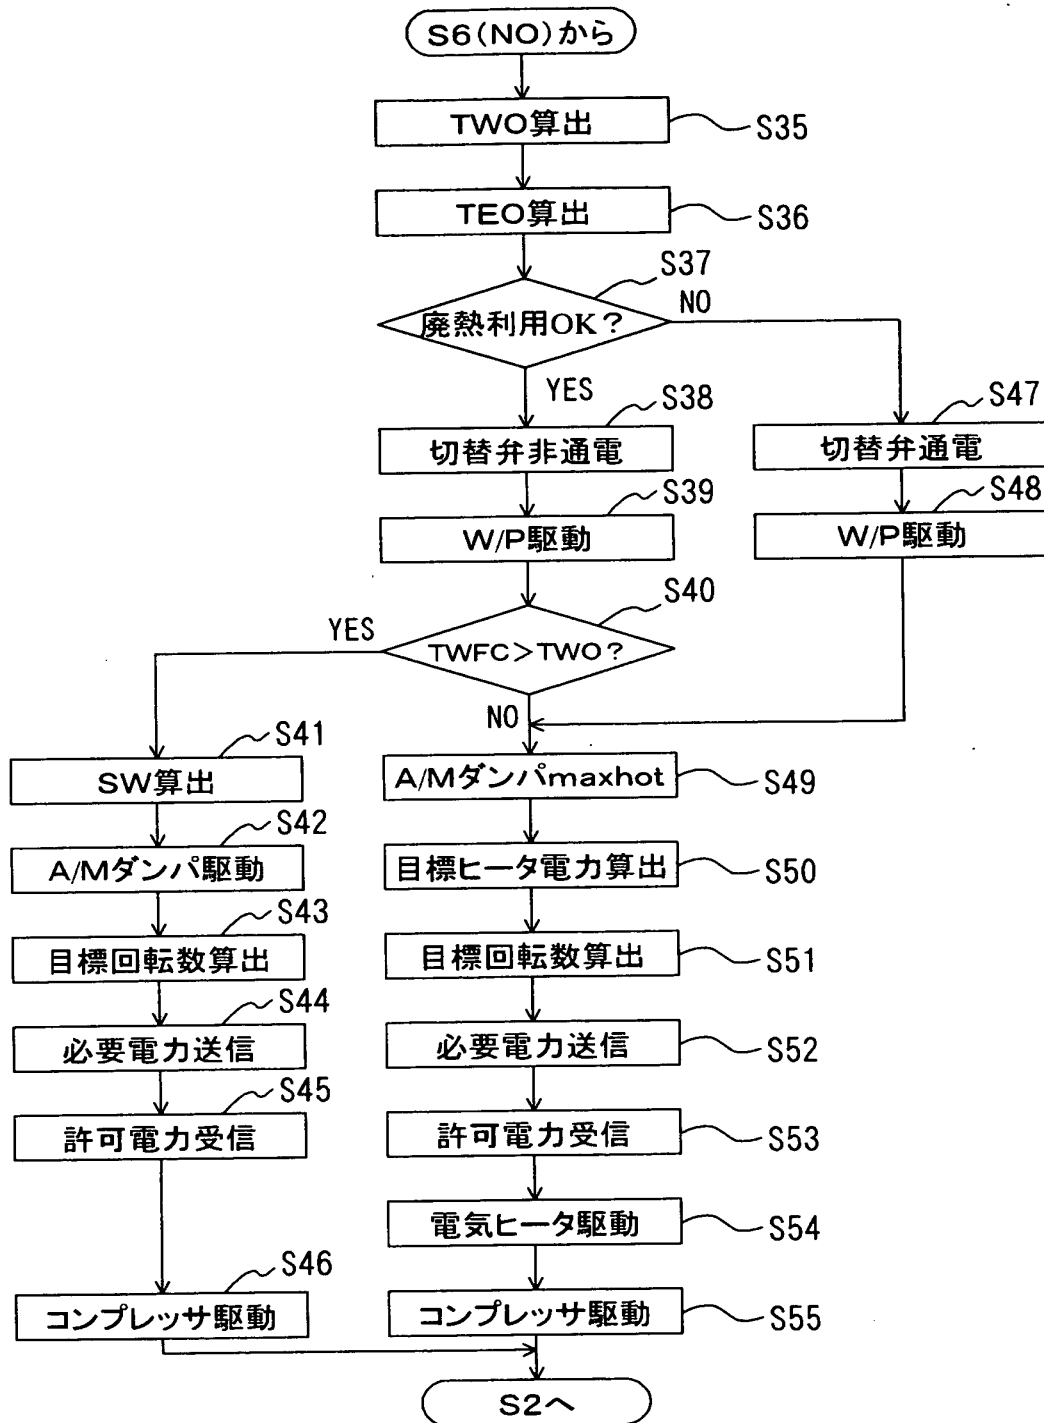 S6(NO)から
TWO算出
S35
TEO算出
S36
S37
廃熱利用OK?
NO
YES
S38
切替弁非通電
S47
切替弁通電
S39
W/P駆動
S48
W/P駆動
S40
TWFC>TWO?
YES
NO
S41
SW算出
S42
A/Mダンパ駆動
S43
目標回転数算出
S44
必要電力送信
S45
許可電力受信
S46
コンプレッサ駆動
A/Mダンパmaxhot
S49
目標ヒータ電力算出
S50
目標回転数算出
S51
必要電力送信
S52
許可電力受信
S53
電気ヒータ駆動
S54
コンプレッサ駆動
S55
S2へ